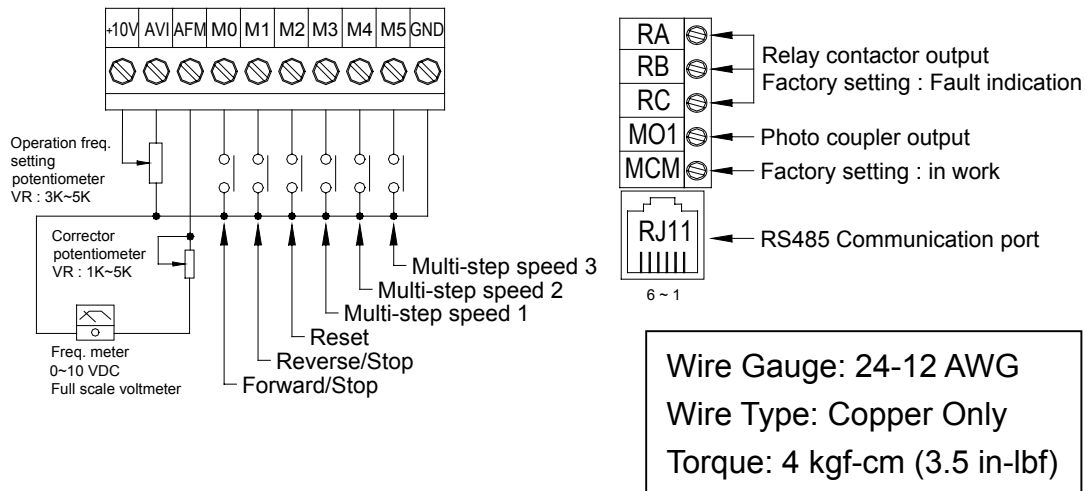 +10V AVI AFM M0 M1 M2 M3 M4 M5 GND
Operation freq.
setting
potentiometer
VR : 3K~5K
Corrector
potentiometer
VR : 1K~5K
Freq. meter
0~10 VDC
Full scale voltmeter
Multi-step speed 3
Multi-step speed 2
Multi-step speed 1
Reset
Reverse/Stop
Forward/Stop
RA
RB
RC
MO1
MCM
Relay contactor output
Factory setting : Fault indication
Photo coupler output
Factory setting : in work
RJ11
RS485 Communication port
6 ~ 1
Wire Gauge: 24-12 AWG
Wire Type: Copper Only
Torque: 4 kgf-cm (3.5 in-lbf)